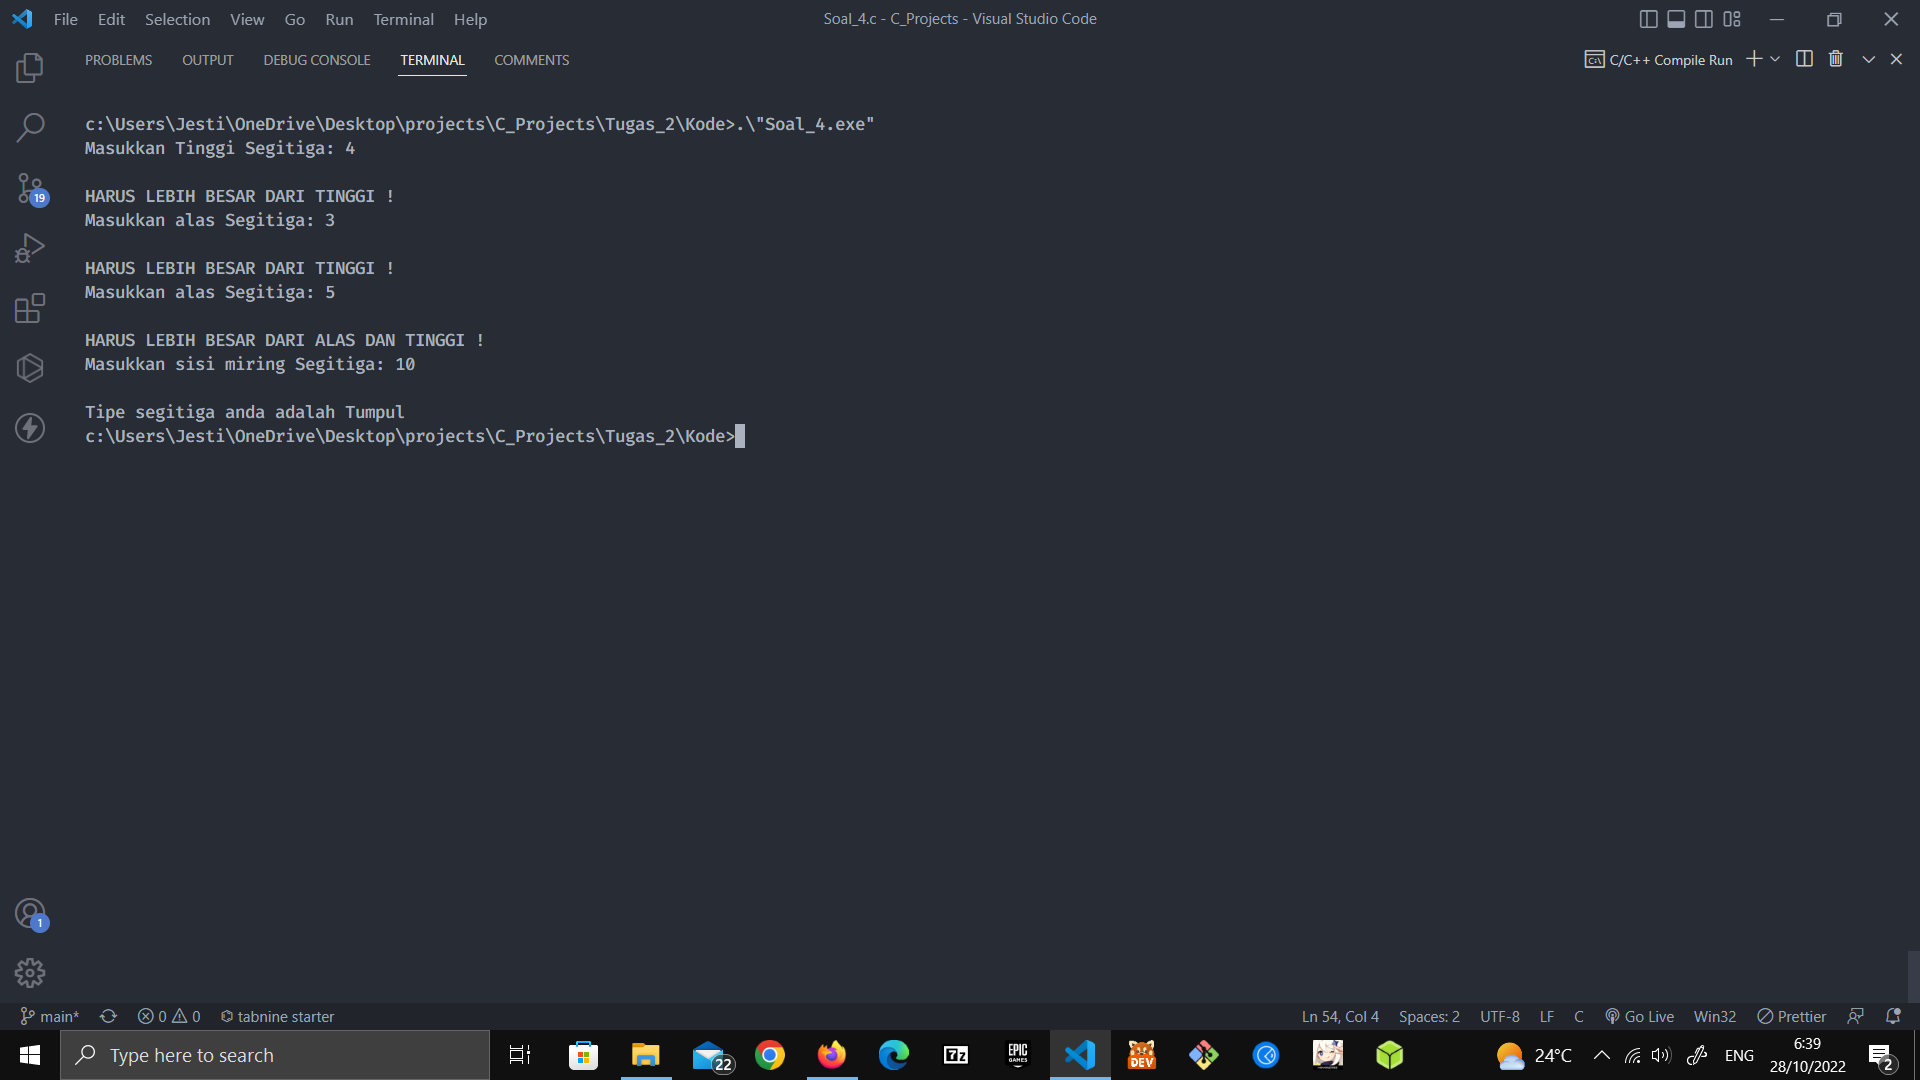 File Edit Selection View Go Run Terminal Help
Soal_4.c - C_Projects - Visual Studio Code
PROBLEMS OUTPUT DEBUG CONSOLE TERMINAL COMMENTS
C/C++ Compile Run
c:\Users\Jesti\OneDrive\Desktop\projects\C_Projects\Tugas_2\Kode>.\"Soal_4.exe"
Masukkan Tinggi Segitiga: 4
HARUS LEBIH BESAR DARI TINGGI !
Masukkan alas Segitiga: 3
HARUS LEBIH BESAR DARI TINGGI !
Masukkan alas Segitiga: 5
HARUS LEBIH BESAR DARI ALAS DAN TINGGI !
Masukkan sisi miring Segitiga: 10
Tipe segitiga anda adalah Tumpul
c:\Users\Jesti\OneDrive\Desktop\projects\C_Projects\Tugas_2\Kode>
19
1
main* 0 0 tabnine starter
Ln 54, Col 4 Spaces: 2 UTF-8 LF C Go Live Win32 Prettier
Type here to search
22
7z
EPIC GAMES
DEV
24°C
ENG
6:39
28/10/2022
2